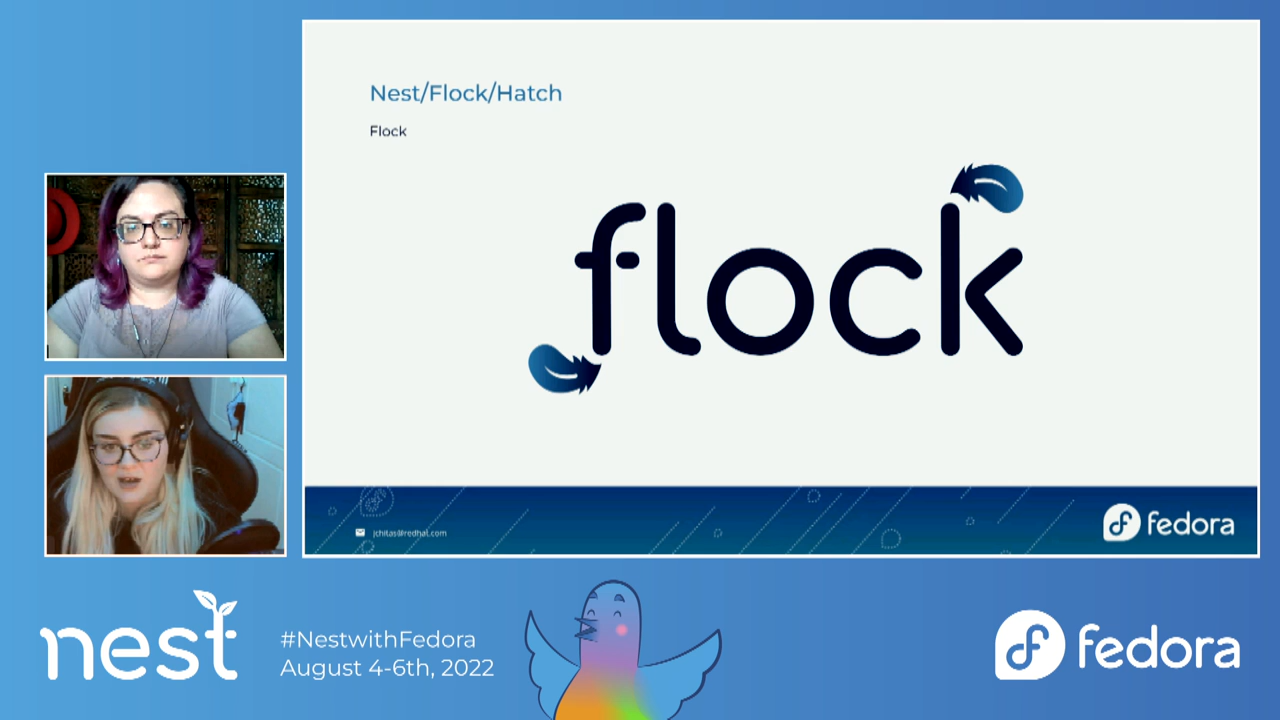 Nest/Flock/Hatch
Flock
flock
jchitas@redhat.com
fedora
nest
#NestwithFedora
August 4-6th, 2022
fedora